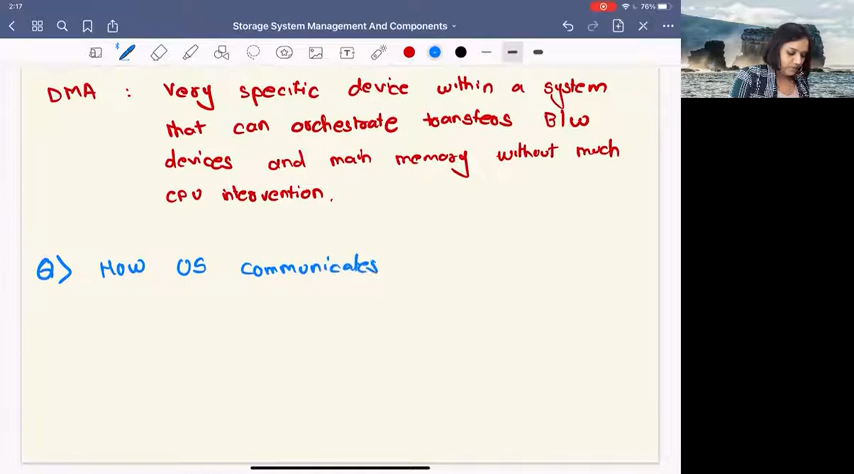 2:17
76%
Storage System Management And Components
DMA : Very specific device within a system
that can orchestrate transfers B/w
devices and main memory without much
CPU intervention.
Q> How OS communicates